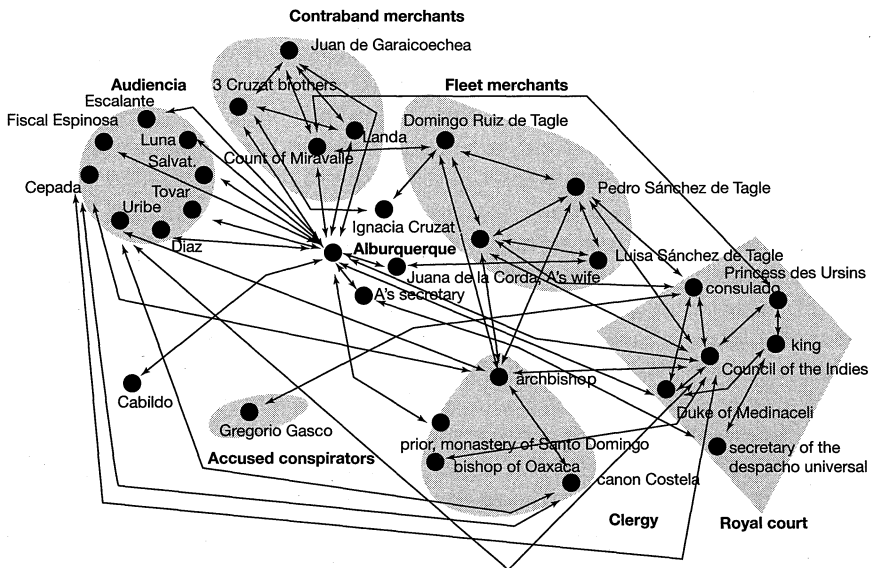 Contraband merchants
Juan de Garaicoechea
3 Cruzat brothers
Audiencia
Fleet merchants
Escalante
Fiscal Espinosa
Domingo Ruiz de Tagle
Luna
Landa
Count of Miravalle
Salvat.
Cepada
Pedro Sánchez de Tagle
Tovar
Uribe
Ignacia Cruzat
Diaz
Alburquerque
Luisa Sánchez de Tagle
Juana de la Corda, A's wife
Princess des Ursins
consulado
A's secretary
king
Council of the Indies
archbishop
Cabildo
Duke of Medinaceli
Gregorio Gasco
prior, monastery of Santo Domingo
secretary of the
despacho universal
Accused conspirators
bishop of Oaxaca
canon Costela
Clergy
Royal court